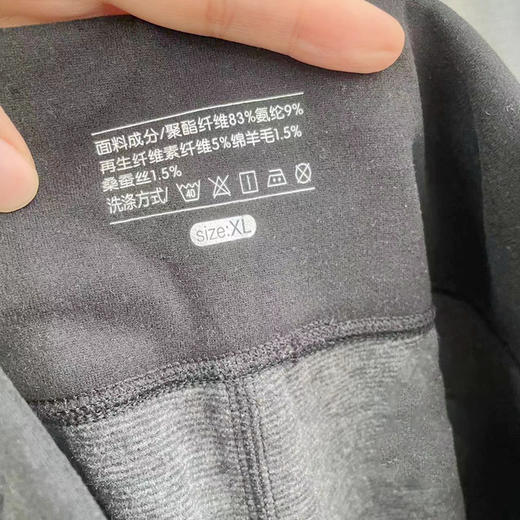 面料成分/聚酯纤维83%氨纶9%
再生纤维素纤维5%绵羊毛1.5%
桑蚕丝1.5%
洗涤方式/ 40
size:XL